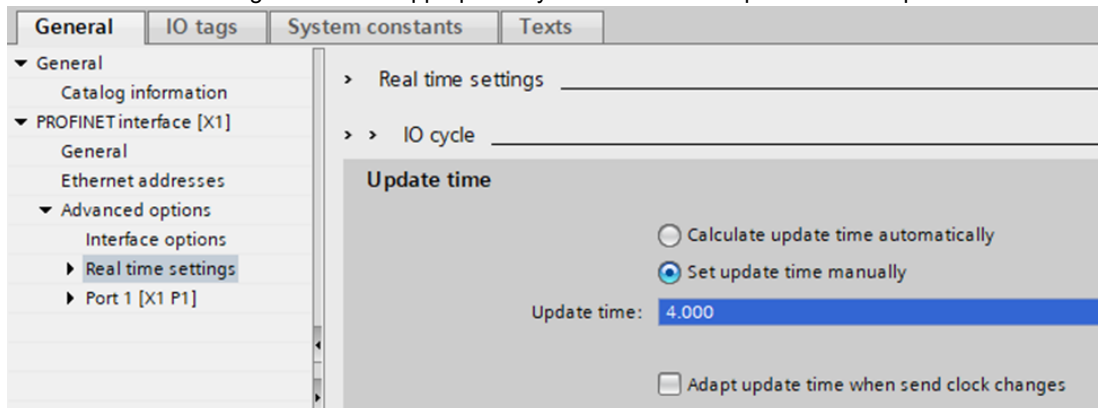 General IO tags System constants Texts
General
Catalog information
PROFINET interface [X1]
General
Ethernet addresses
Advanced options
Interface options
Real time settings
Port 1 [X1 P1]
Real time settings
IO cycle
Update time
Calculate update time automatically
Set update time manually
Update time: 4.000
Adapt update time when send clock changes